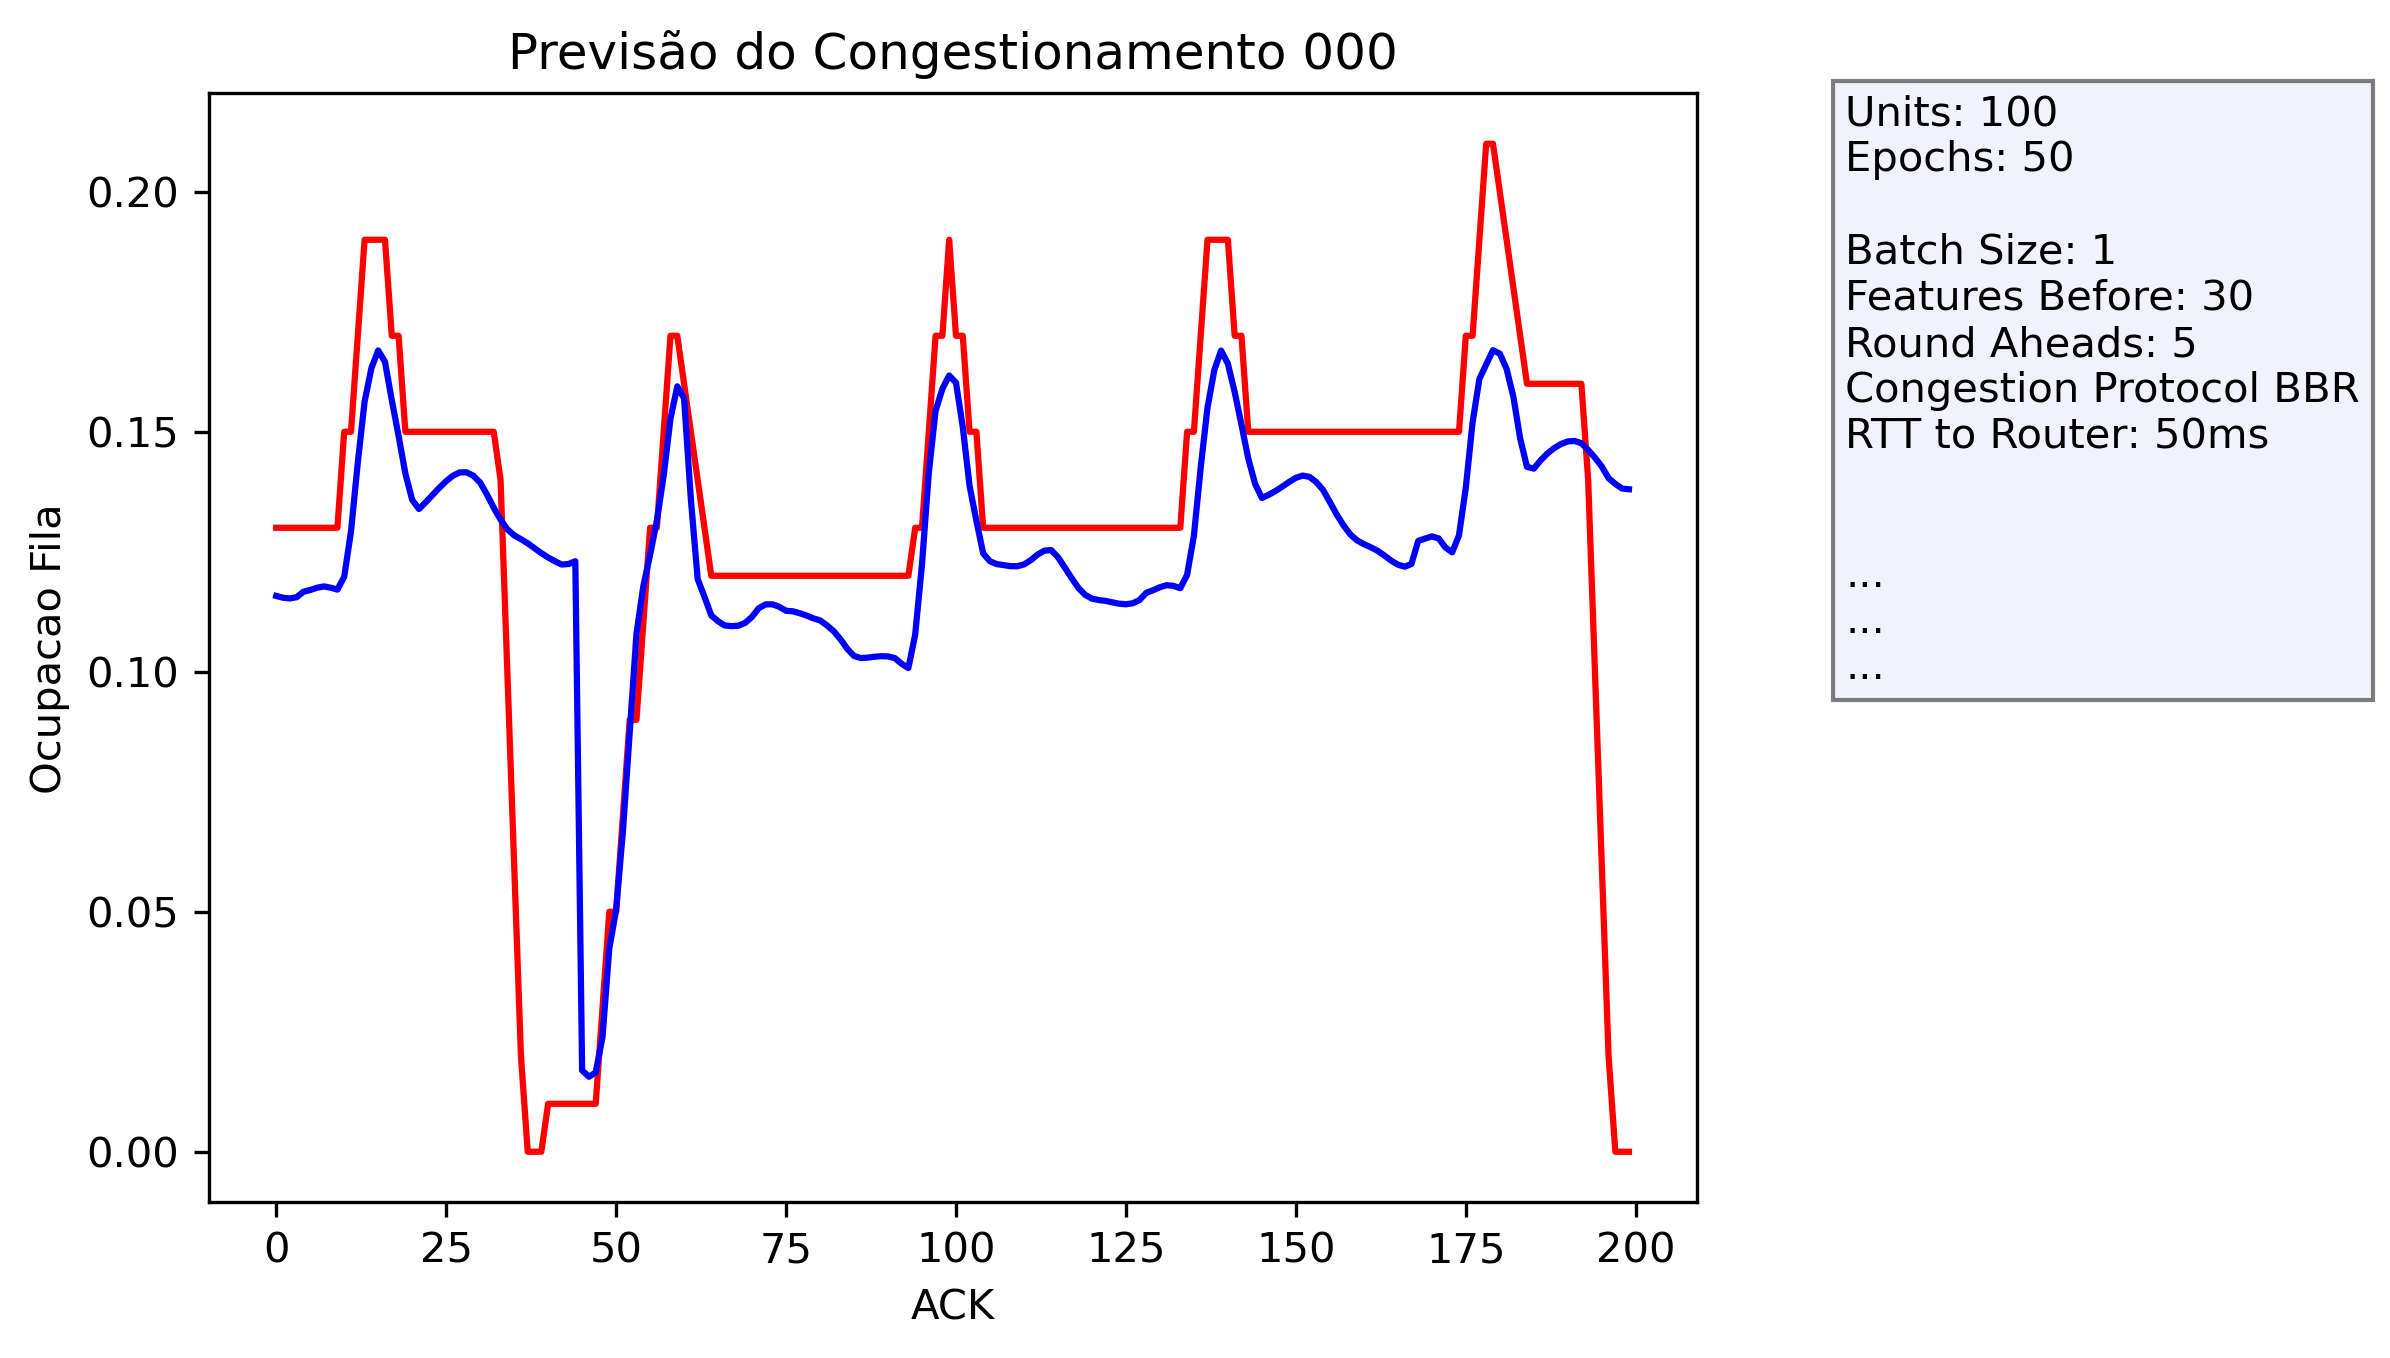 Previsão do Congestionamento 000
Units: 100
Epochs: 50
Batch Size: 1
Features Before: 30
Round Aheads: 5
Congestion Protocol BBR
RTT to Router: 50ms
...
...
...
Ocupacao Fila
0.20
0.15
0.10
0.05
0.00
0 25 50 75 100 125 150 175 200
ACK